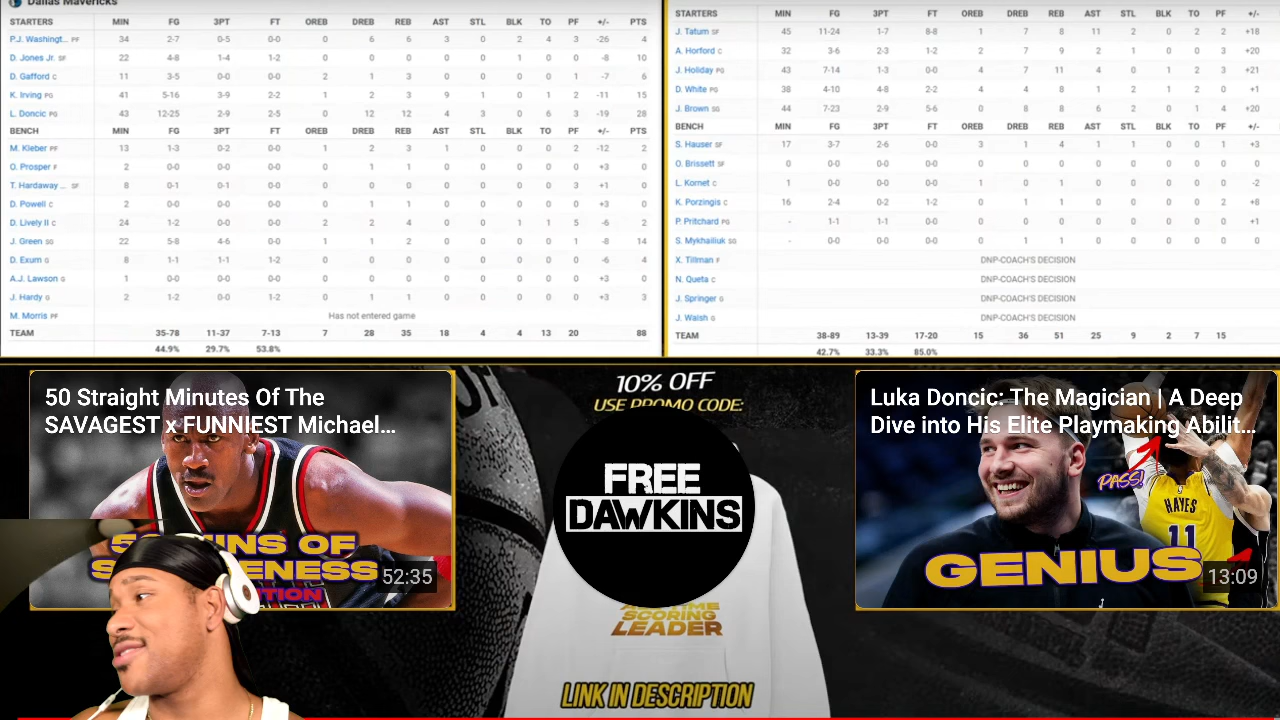 Dallas Mavericks
STARTERS MIN FG 3PT FT OREB DREB REB AST STL BLK TO PF +/- PTS
P.J. Washingt... PF 34 2-7 0-5 0-0 0 6 6 3 0 2 4 3 -26 4
D. Jones Jr. SF 22 4-8 1-4 1-2 0 0 0 0 0 1 0 0 -8 10
D. Gafford C 11 3-5 0-0 0-0 2 1 3 0 0 0 0 1 -7 6
K. Irving PG 41 5-16 3-9 2-2 1 2 3 9 1 0 1 2 -11 15
L. Doncic PG 43 12-25 2-9 2-5 0 12 12 4 3 0 6 3 -19 28
BENCH MIN FG 3PT FT OREB DREB REB AST STL BLK TO PF +/- PTS
M. Kleber PF 13 1-3 0-2 0-0 1 2 3 1 0 0 0 2 -12 2
O. Prosper F 2 0-0 0-0 0-0 0 1 1 0 0 0 0 0 +3 0
T. Hardaway ... SF 8 0-1 0-1 0-0 0 0 0 0 0 0 0 3 +1 0
D. Powell C 2 0-0 0-0 0-0 0 1 1 0 0 0 0 0 +3 0
D. Lively II C 24 1-2 0-0 0-0 2 2 4 0 0 1 1 5 -6 2
J. Green SG 22 5-8 4-6 0-0 1 1 2 0 0 0 0 1 -8 14
D. Exum G 8 1-1 1-1 1-2 0 0 0 0 0 0 0 0 -6 4
A.J. Lawson G 1 0-0 0-0 0-0 0 0 0 0 0 0 0 0 +3 0
J. Hardy G 2 1-2 0-0 1-2 0 1 1 0 0 0 0 0 +3 3
M. Morris PF Has not entered game
TEAM 35-78 11-37 7-13 7 28 35 18 4 4 13 20 88
44.9% 29.7% 53.8%
STARTERS MIN FG 3PT FT OREB DREB REB AST STL BLK TO PF +/-
J. Tatum SF 45 11-24 1-7 8-8 1 7 8 11 2 0 2 2 +18
A. Horford C 32 3-6 2-3 1-2 2 7 9 2 1 0 0 3 +20
J. Holiday PG 43 7-14 1-3 0-0 4 7 11 4 0 1 2 3 +21
D. White PG 38 4-10 4-8 2-2 4 4 8 1 2 1 2 0 +1
J. Brown SG 44 7-23 2-9 5-6 0 8 8 6 2 0 1 4 +20
BENCH MIN FG 3PT FT OREB DREB REB AST STL BLK TO PF +/-
S. Hauser SF 17 3-7 2-6 0-0 3 1 4 1 1 0 0 1 +3
O. Brissett SF 0 0-0 0-0 0-0 0 0 0 0 0 0 0 0 0
L. Kornet C 1 0-0 0-0 0-0 1 0 1 0 0 0 0 0 -2
K. Porzingis C 16 2-4 0-2 1-2 0 1 1 0 1 0 0 2 +8
P. Pritchard PG - 1-1 1-1 0-0 0 0 0 0 0 0 0 0 +1
S. Mykhailiuk SG - 0-0 0-0 0-0 0 1 1 0 0 0 0 0 0
X. Tillman F DNP-COACH'S DECISION
N. Queta C DNP-COACH'S DECISION
J. Springer G DNP-COACH'S DECISION
J. Walsh G DNP-COACH'S DECISION
TEAM 38-89 13-39 17-20 15 36 51 25 9 2 7 15
42.7% 33.3% 85.0%
50 Straight Minutes Of The
SAVAGEST x FUNNIEST Michael...
52:35
10% OFF
USE PROMO CODE:
FREE
DAWKINS
SCORING
LEADER
LINK IN DESCRIPTION
Luka Doncic: The Magician | A Deep
Dive into His Elite Playmaking Abilit...
PASS!
HAYES
11
GENIUS
13:09